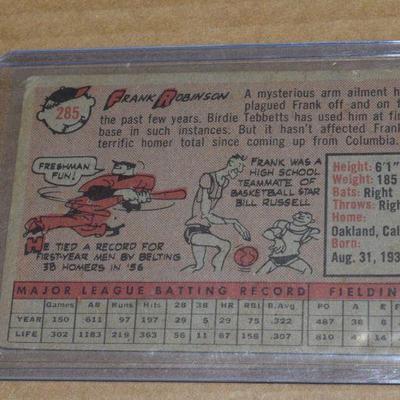 285
FRANK ROBINSON
A mysterious arm ailment h
plagued Frank off and on
the past few years. Birdie Tebbetts has used him at fi
base in such instances. But it hasn't affected Frank
terrific homer total since coming up from Columbia.
FRESHMAN
FUN!
HE TIED A RECORD FOR
FIRST-YEAR MEN BY BELTING
38 HOMERS IN '56
FRANK WAS A
HIGH SCHOOL
TEAMMATE OF
BASKETBALL STAR
BILL RUSSELL
Height: 6'1"
Weight: 185
Bats: Right
Throws: Righ
Home:
Oakland, Cal
Born:
Aug. 31, 193
MAJOR LEAGUE BATTING RECORD FIELDIN
Games AB Runs Hits 2B 3B HR RBI B.Avg. PO A E F
YEAR 150 611 97 197 29 5 29 75 .322 487 36 8
LIFE .302 1183 219 363 56 11 67 158 .307 810